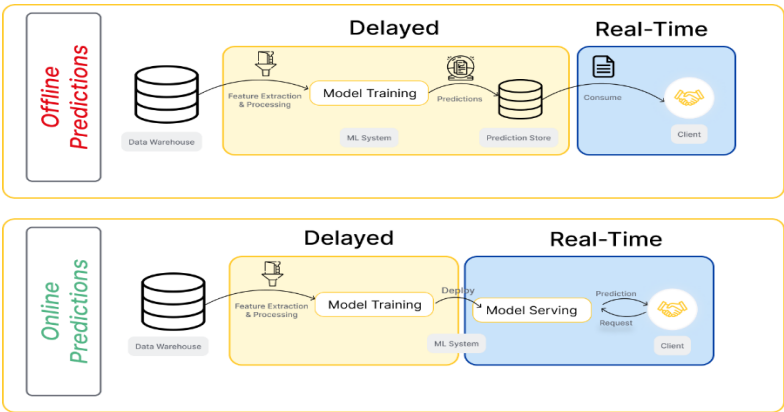 Offline
Predictions
Delayed
Real-Time
Feature Extraction
& Processing
Model Training
Predictions
Consume
Data Warehouse
ML System
Prediction Store
Client
Online
Predictions
Delayed
Real-Time
Feature Extraction
& Processing
Model Training
Deploy
Model Serving
Prediction
Request
Data Warehouse
ML System
Client